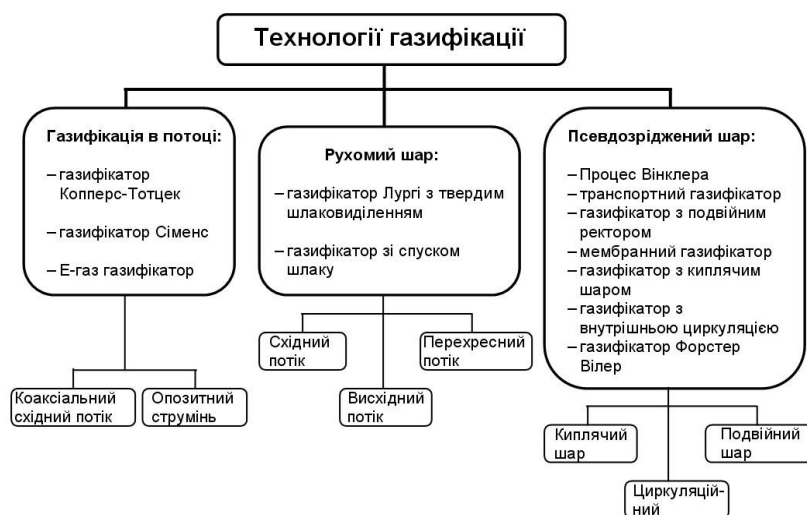 Технології газифікації
Газифікація в потоці:
– газифікатор
Копперс-Тотцек
– газифікатор Сіменс
– Е-газ газифікатор
Рухомий шар:
– газифікатор Лургі з твердим
шлаковиділенням
– газифікатор зі спуском
шлаку
Псевдозріджений шар:
– Процес Вінклера
– транспортний газифікатор
– газифікатор з подвійним
ректором
– мембранний газифікатор
– газифікатор з киплячим
шаром
– газифікатор з
внутрішньою циркуляцією
– газифікатор Форстер
Вілер
Коаксіальний
східний потік
Опозитний
струмінь
Східний
потік
Висхідний
потік
Перехресний
потік
Киплячий
шар
Циркуляцій-
ний
Подвійний
шар